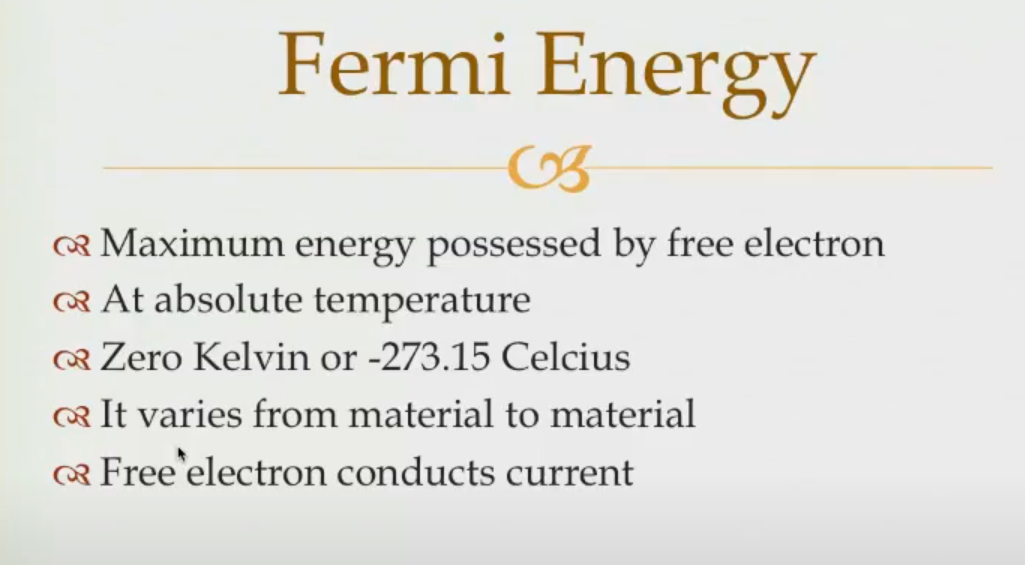 Fermi Energy
Maximum energy possessed by free electron
At absolute temperature
Zero Kelvin or -273.15 Celcius
It varies from material to material
Free electron conducts current